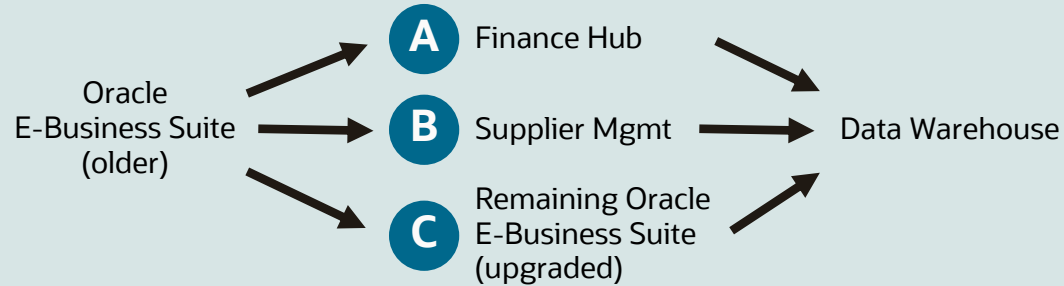 Oracle
E-Business Suite
(older)
A
Finance Hub
B
Supplier Mgmt
C
Remaining Oracle
E-Business Suite
(upgraded)
Data Warehouse